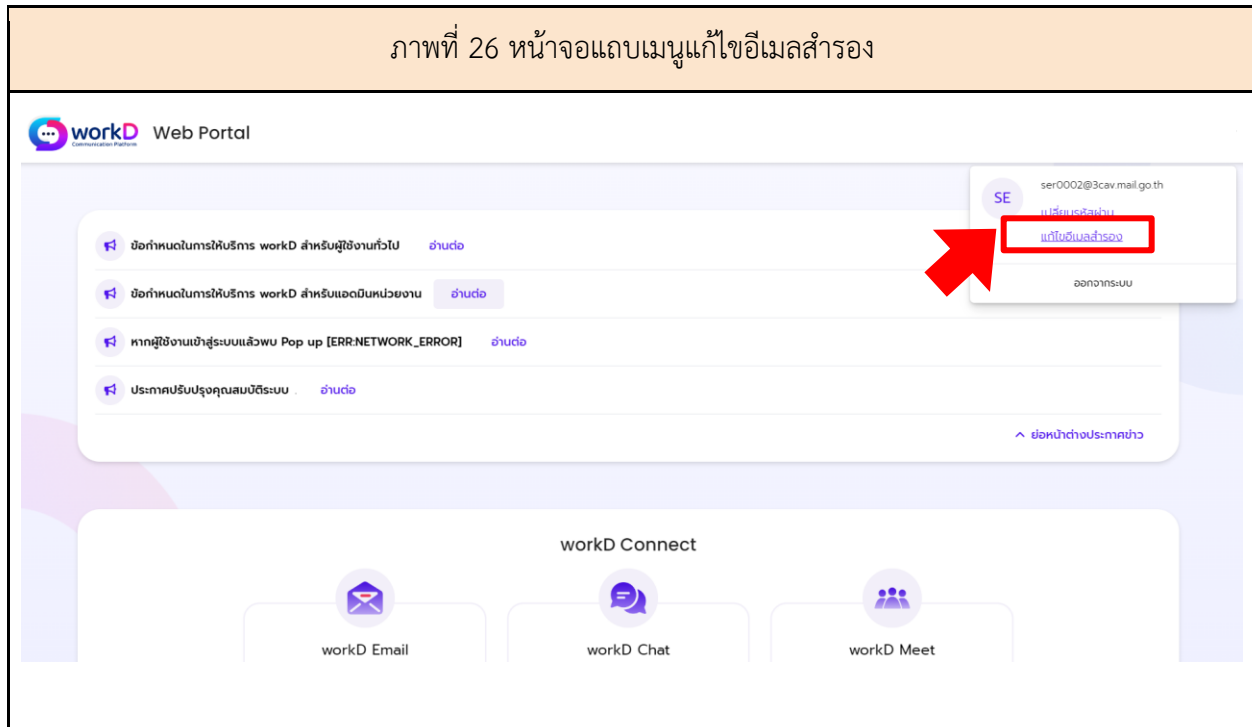 ภาพที่ 26 หน้าจอแถบเมนูแก้ไขอีเมลสำรอง
workD Web Portal
Communication Platform
SE ser0002@3cav.mail.go.th
เปลี่ยนรหัสผ่าน
แก้ไขอีเมลสำรอง
ออกจากระบบ
ข้อกำหนดในการให้บริการ workD สำหรับผู้ใช้งานทั่วไป อ่านต่อ
ข้อกำหนดในการให้บริการ workD สำหรับแอดมินหน่วยงาน อ่านต่อ
หากผู้ใช้งานเข้าสู่ระบบแล้วพบ Pop up [ERR:NETWORK_ERROR] อ่านต่อ
ประกาศปรับปรุงคุณสมบัติระบบ . อ่านต่อ
ย่อหน้าต่างประกาศข่าว
workD Connect
workD Email workD Chat workD Meet